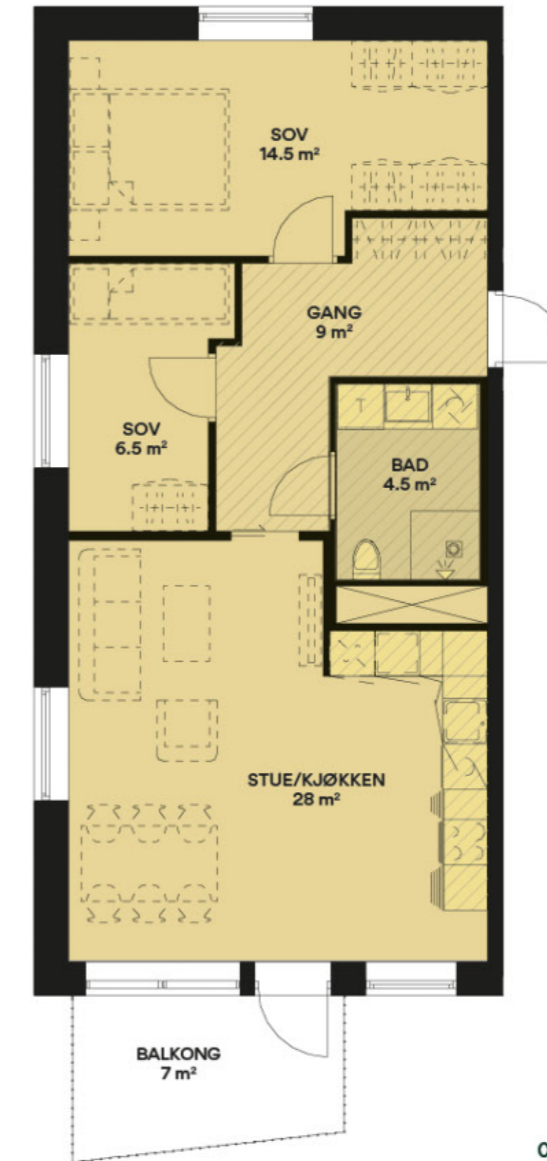 SOV
14.5 m²
GANG
9 m²
SOV
6.5 m²
T
BAD
4.5 m²
STUE/KJØKKEN
28 m²
BALKONG
7 m²
0